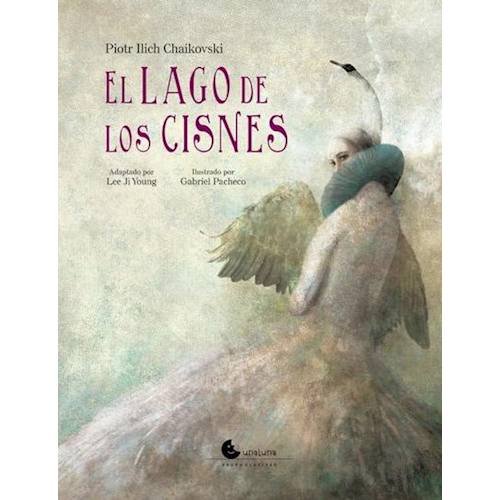 Piotr Ilich Chaikovski
EL LAGO DE
LOS CISNES
Adaptado por
Lee Ji Young
Ilustrado por
Gabriel Pacheco
unaLuna